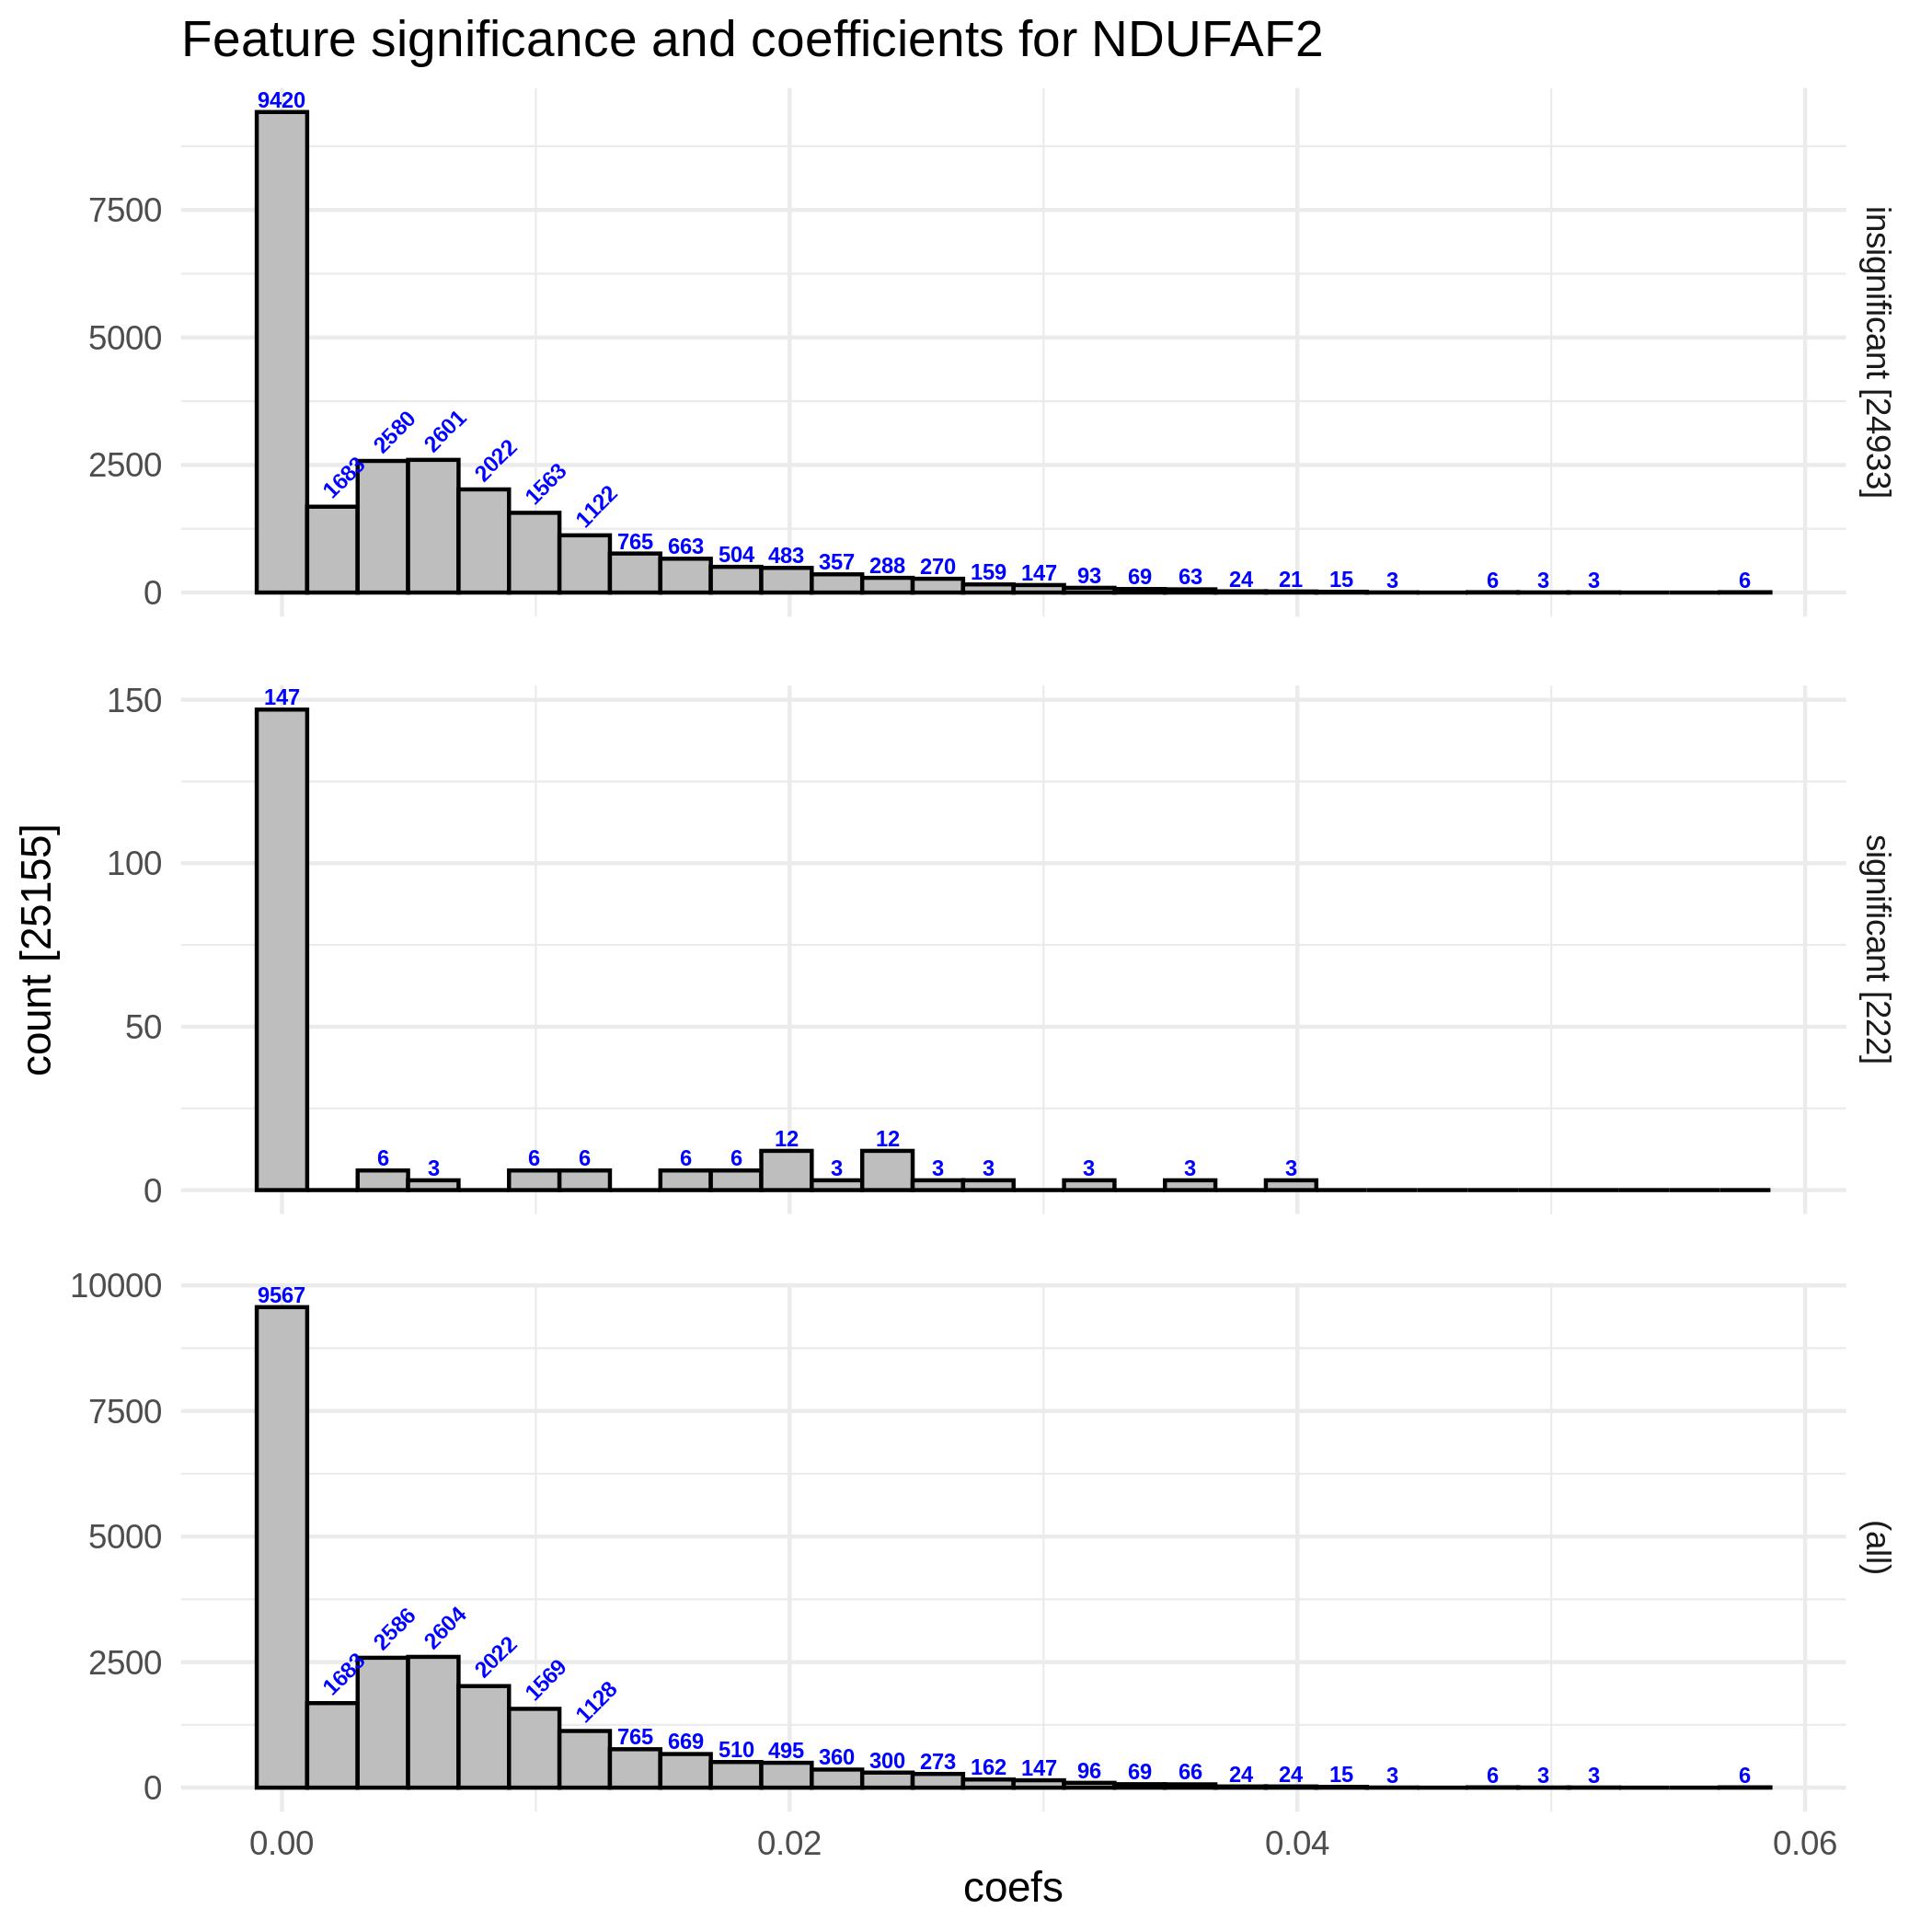 Feature significance and coefficients for NDUFAF2
9420
7500
5000
2500
0
1683
2580
2601
2022
1563
1122
765 663 504 483 357 288 270 159 147 93 69 63 24 21 15 3 6 3 3 6
insignificant [24933]
count [25155]
150
100
50
0
147
6 3 6 6 6 6 12 3 12 3 3 3 3 3
significant [222]
10000
7500
5000
2500
0
9567
1683
2586
2604
2022
1569
1128
765 669 510 495 360 300 273 162 147 96 69 66 24 24 15 3 6 3 3 6
(all)
0.00 0.02 0.04 0.06
coefs